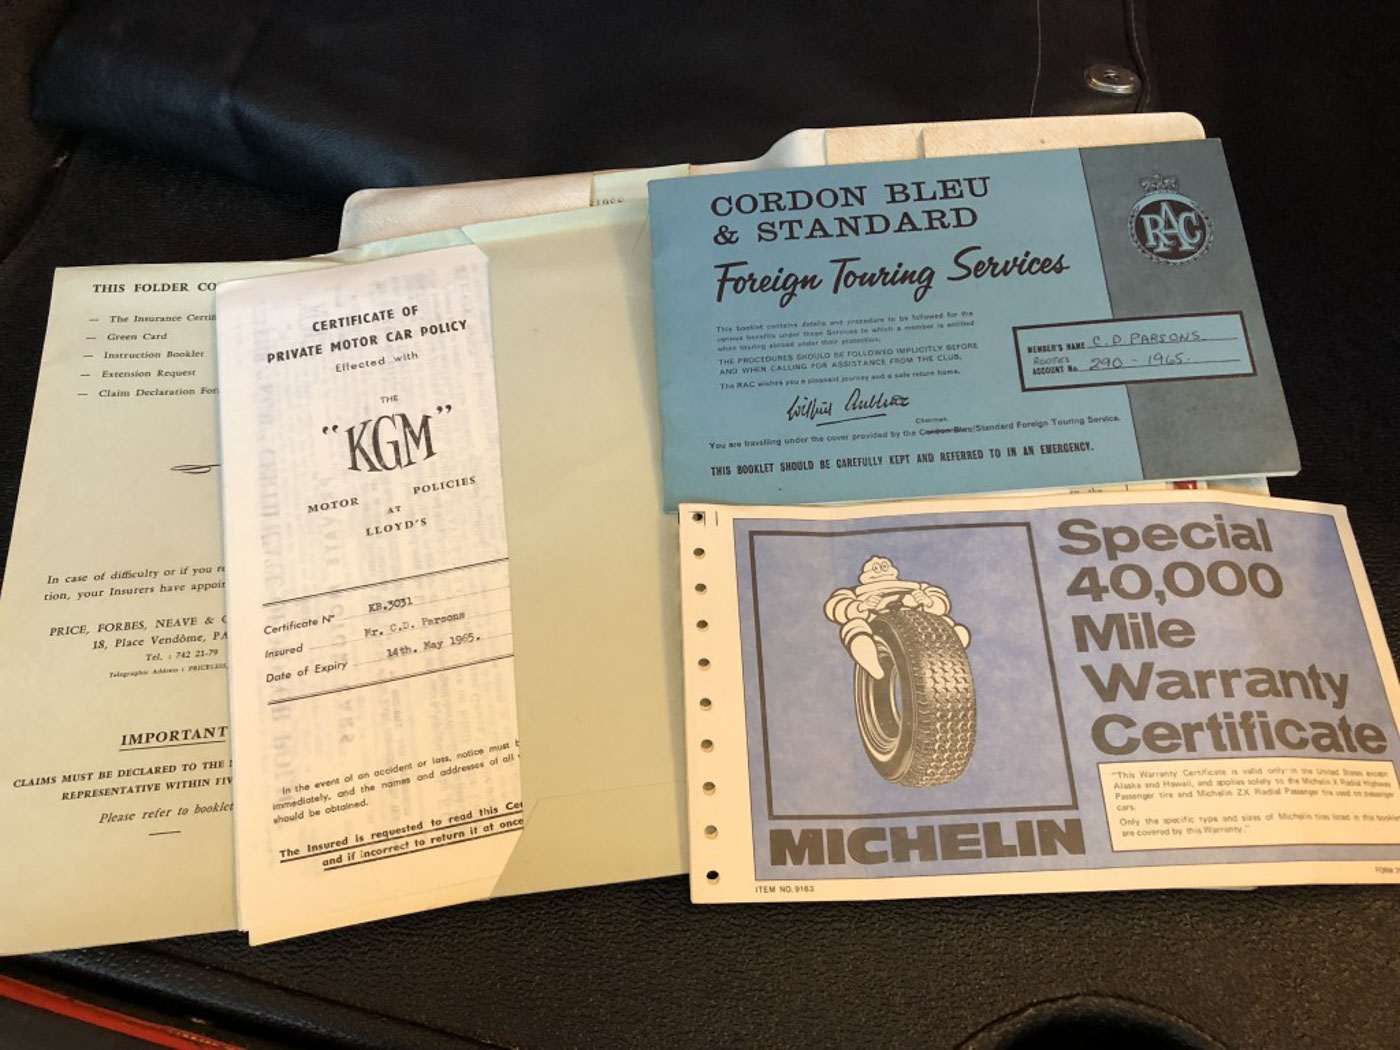 THIS FOLDER CO
— The Insurance Certif
— Green Card
— Instruction Booklet
— Extension Request
— Claim Declaration For
In case of difficulty or if you re
tion, your Insurers have appoin
PRICE, FORBES, NEAVE & C
18, Place Vendôme, PA
Tel. : 742 21-79
Telegraphic Address : PRICELESS,
IMPORTANT
CLAIMS MUST BE DECLARED TO THE
REPRESENTATIVE WITHIN FIV
Please refer to booklet
CERTIFICATE OF
PRIVATE MOTOR CAR POLICY
Effected with
THE
"KGM"
MOTOR POLICIES
AT
LLOYD'S
Certificate Nº KB.3031
Insured Mr. C.D. Parsons
Date of Expiry 14th. May 1965.
In the event of an accident or loss, notice must b
immediately, and the names and addresses of all
should be obtained.
The Insured is requested to read this Cer
and if incorrect to return it at once
CORDON BLEU
& STANDARD
Foreign Touring Services
This booklet contains details and procedure to be followed for the
various benefits under these Services to which a member is entitled
when touring abroad under their protection.
THE PROCEDURES SHOULD BE FOLLOWED IMPLICITLY BEFORE
AND WHEN CALLING FOR ASSISTANCE FROM THE CLUB.
The RAC wishes you a pleasant journey and a safe return home.
Chairman.
You are travelling under the cover provided by the Cordon Bleu/Standard Foreign Touring Service.
THIS BOOKLET SHOULD BE CAREFULLY KEPT AND REFERRED TO IN AN EMERGENCY.
RAC
MEMBER'S NAME C.D PARSONS
ROOTES
ACCOUNT No. 290 - 1965.
Special
40,000
Mile
Warranty
Certificate
"This Warranty Certificate is valid only in the United States except
Alaska and Hawaii, and applies solely to the Michelin X Radial Highway
Passenger tire and Michelin ZX Radial Passenger tire used on passenger
cars.
Only the specific type and sizes of Michelin tires listed in this booklet
are covered by this Warranty."
MICHELIN
ITEM NO. 9163
FORM